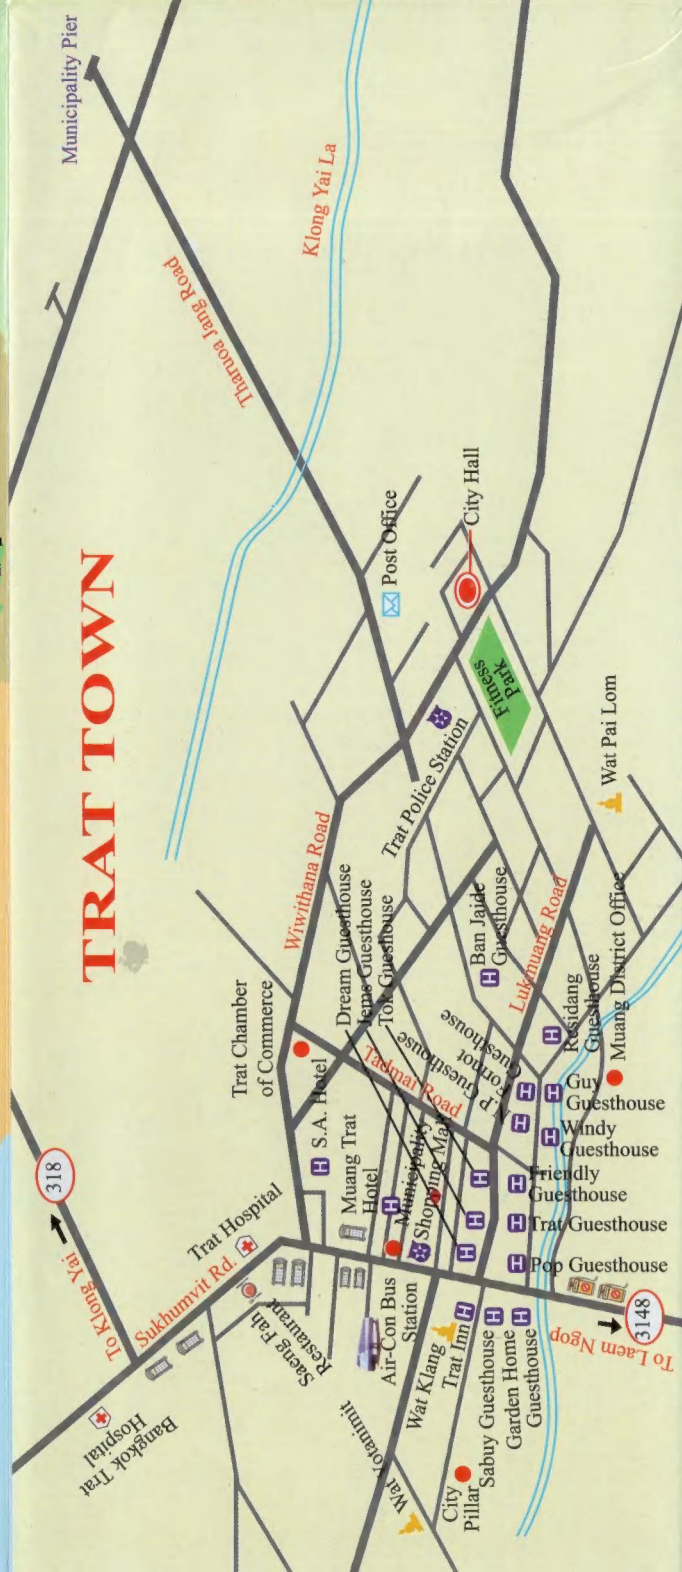 TRAT TOWN
Municipality Pier
Tharuoa Jang Road
Klong Yai La
Post Office
City Hall
Fitness
Park
Wat Pai Lom
Trat Police Station
Wiwithana Road
Dream Guesthouse
Jems Guesthouse
Tok Guesthouse
Ban Jaide
Guesthouse
Lukmuang Road
Muang District Office
Residang
Guesthouse
Trat Chamber
of Commerce
Tadmai Road
N.P Guesthouse
Fonnot
Guesthouse
Guy
Guesthouse
Windy
Guesthouse
Friendly
Guesthouse
Trat Guesthouse
Pop Guesthouse
S.A. Hotel
Muang Trat
Hotel
Municipality
Shopping Mall
318
To Klong Yai
Sukhumvit Rd.
Trat Hospital
Saeng Fah
Restaurant
Bangkok Trat
Hospital
Air-Con Bus
Station
Wat Klang
Trat Inn
Sabuy Guesthouse
Garden Home
Guesthouse
3148
To Laem Ngop
Wat Yotanimit
City
Pillar